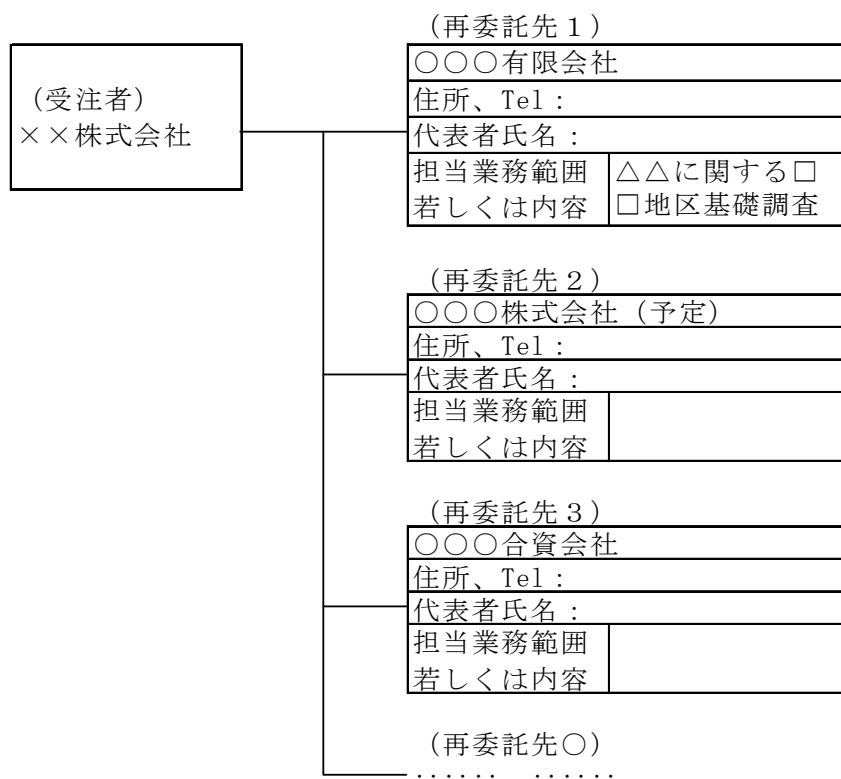 （受注者）
××株式会社
（再委託先１）
○○○有限会社
住所、Tel：
代表者氏名：
担当業務範囲
若しくは内容
△△に関する□
□地区基礎調査
（再委託先２）
○○○株式会社（予定）
住所、Tel：
代表者氏名：
担当業務範囲
若しくは内容
（再委託先３）
○○○合資会社
住所、Tel：
代表者氏名：
担当業務範囲
若しくは内容
（再委託先○）
‥‥‥　‥‥‥